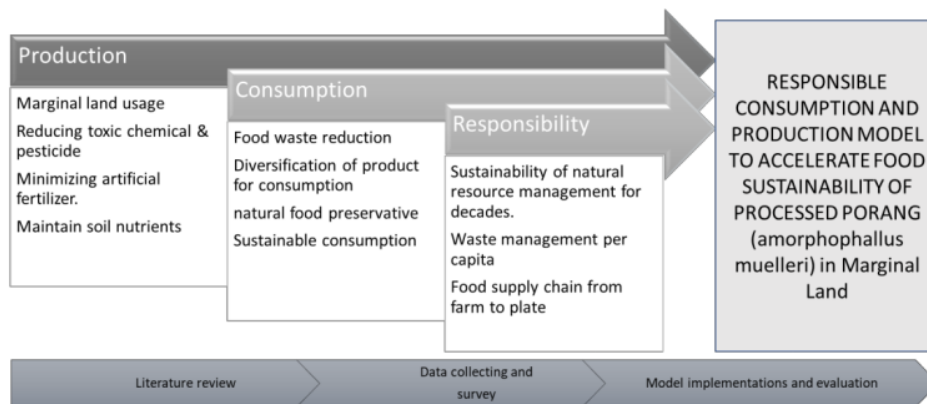 Production
Marginal land usage
Reducing toxic chemical &
pesticide
Minimizing artificial
fertilizer.
Maintain soil nutrients
Consumption
Food waste reduction
Diversification of product
for consumption
natural food preservative
Sustainable consumption
Responsibility
Sustainability of natural
resource management for
decades.
Waste management per
capita
Food supply chain from
farm to plate
RESPONSIBLE
CONSUMPTION AND
PRODUCTION MODEL
TO ACCELERATE FOOD
SUSTAINABILITY OF
PROCESSED PORANG
(amorphophallus
muelleri) in Marginal
Land
Literature review
Data collecting and
survey
Model implementations and evaluation